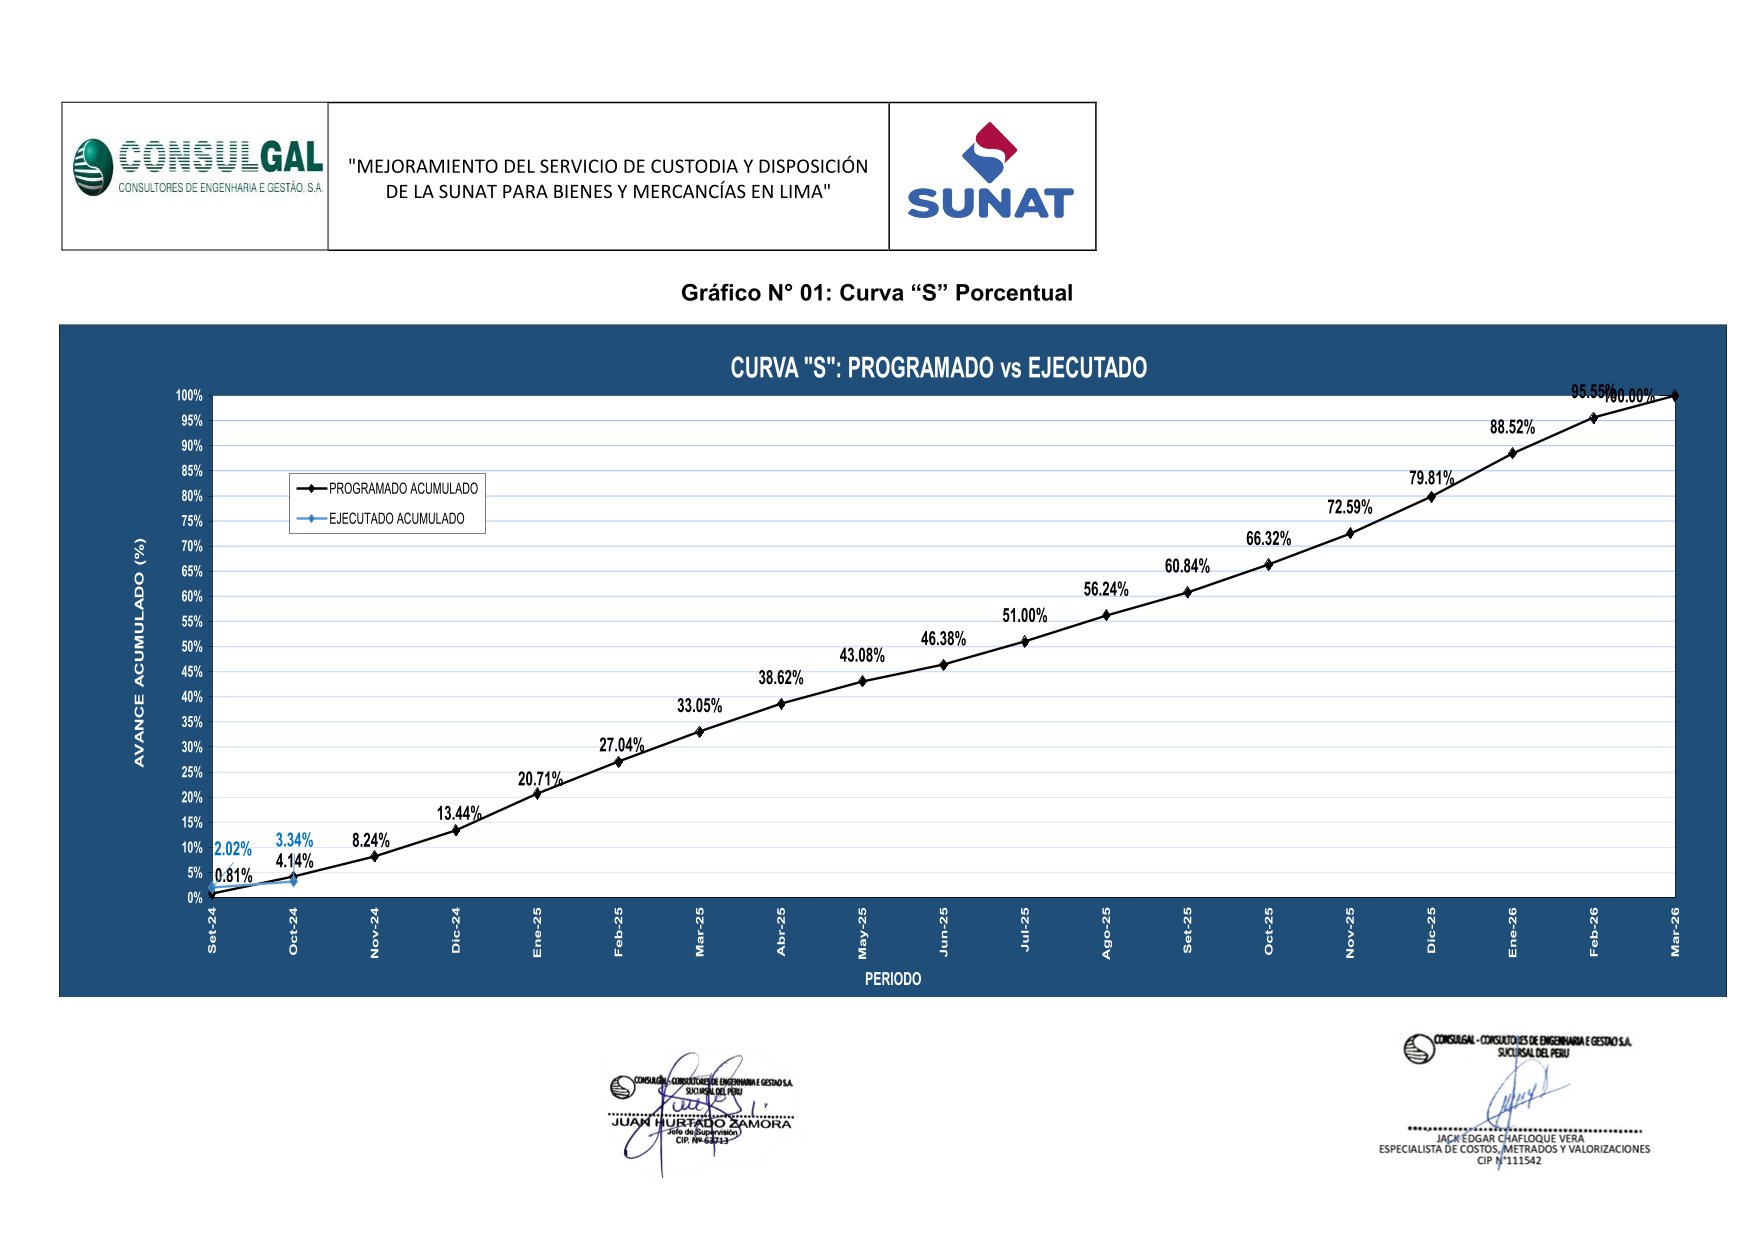 CONSULGAL
CONSULTORES DE ENGENHARIA E GESTÃO, S.A.
"MEJORAMIENTO DEL SERVICIO DE CUSTODIA Y DISPOSICIÓN
DE LA SUNAT PARA BIENES Y MERCANCÍAS EN LIMA"
SUNAT
Gráfico N° 01: Curva “S” Porcentual
CURVA "S": PROGRAMADO vs EJECUTADO
AVANCE ACUMULADO (%)
100%
95%
90%
85%
80%
75%
70%
65%
60%
55%
50%
45%
40%
35%
30%
25%
20%
15%
10%
5%
0%
PROGRAMADO ACUMULADO
EJECUTADO ACUMULADO
2.02%
3.34%
0.81%
4.14%
8.24%
13.44%
20.71%
27.04%
33.05%
38.62%
43.08%
46.38%
51.00%
56.24%
60.84%
66.32%
72.59%
79.81%
88.52%
95.55%
100.00%
Set-24
Oct-24
Nov-24
Dic-24
Ene-25
Feb-25
Mar-25
Abr-25
May-25
Jun-25
Jul-25
Ago-25
Set-25
Oct-25
Nov-25
Dic-25
Ene-26
Feb-26
Mar-26
PERIODO
CONSULGAL - CONSULTORES DE ENGENHARIA E GESTAO S.A.
SUCURSAL DEL PERU
JUAN HURTADO ZAMORA
Jefe de Supervisión
CIP. Nº 63713
CONSULGAL - CONSULTORES DE ENGENHARIA E GESTAO S.A.
SUCURSAL DEL PERU
JACK EDGAR CHAFLOQUE VERA
ESPECIALISTA DE COSTOS, METRADOS Y VALORIZACIONES
CIP N°111542